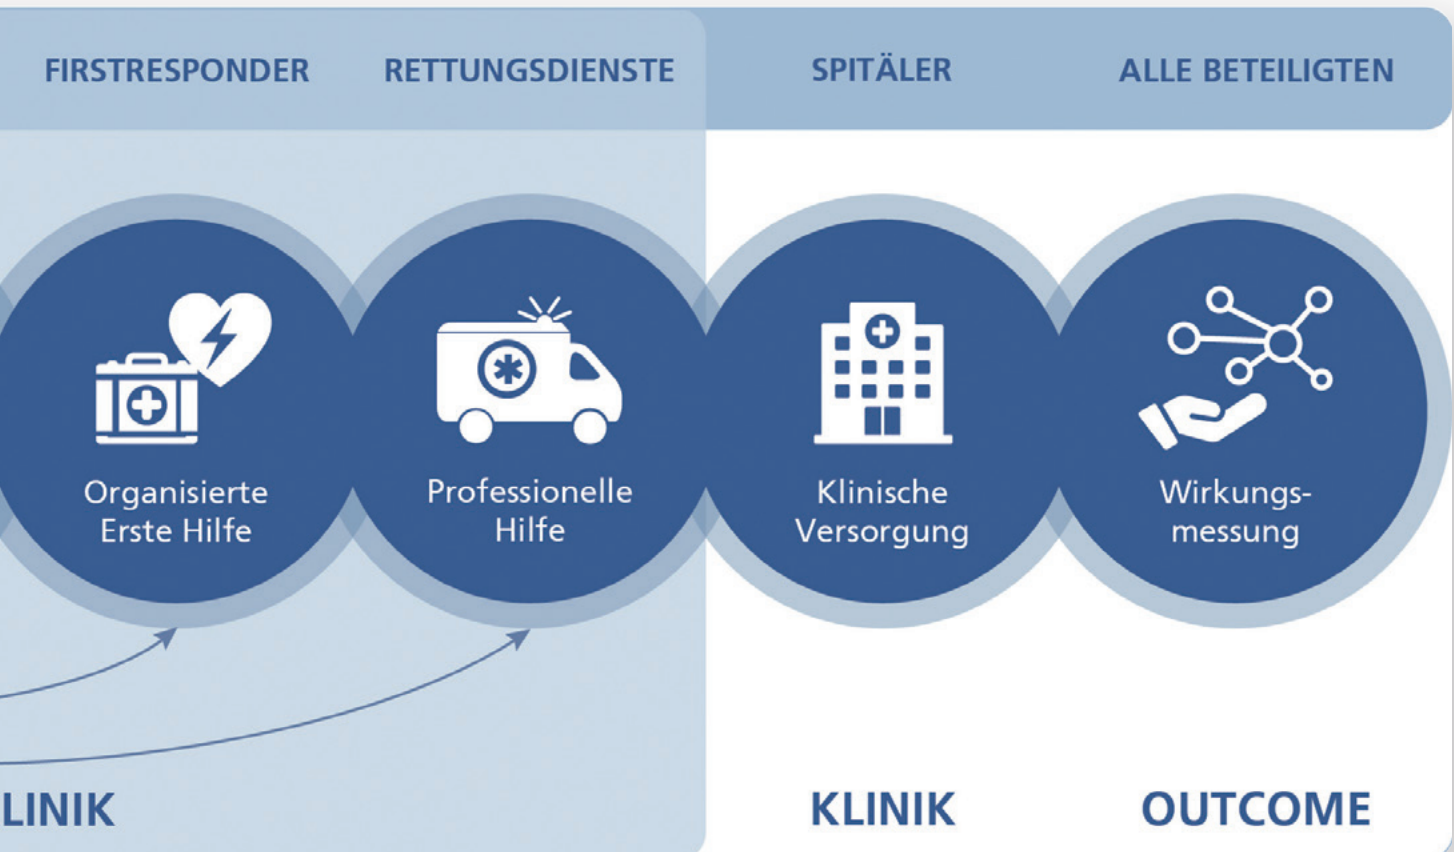 FIRSTRESPONDER
RETTUNGSDIENSTE
SPITÄLER
ALLE BETEILIGTEN
Organisierte
Erste Hilfe
Professionelle
Hilfe
Klinische
Versorgung
Wirkungs-
messung
LINIK
KLINIK
OUTCOME